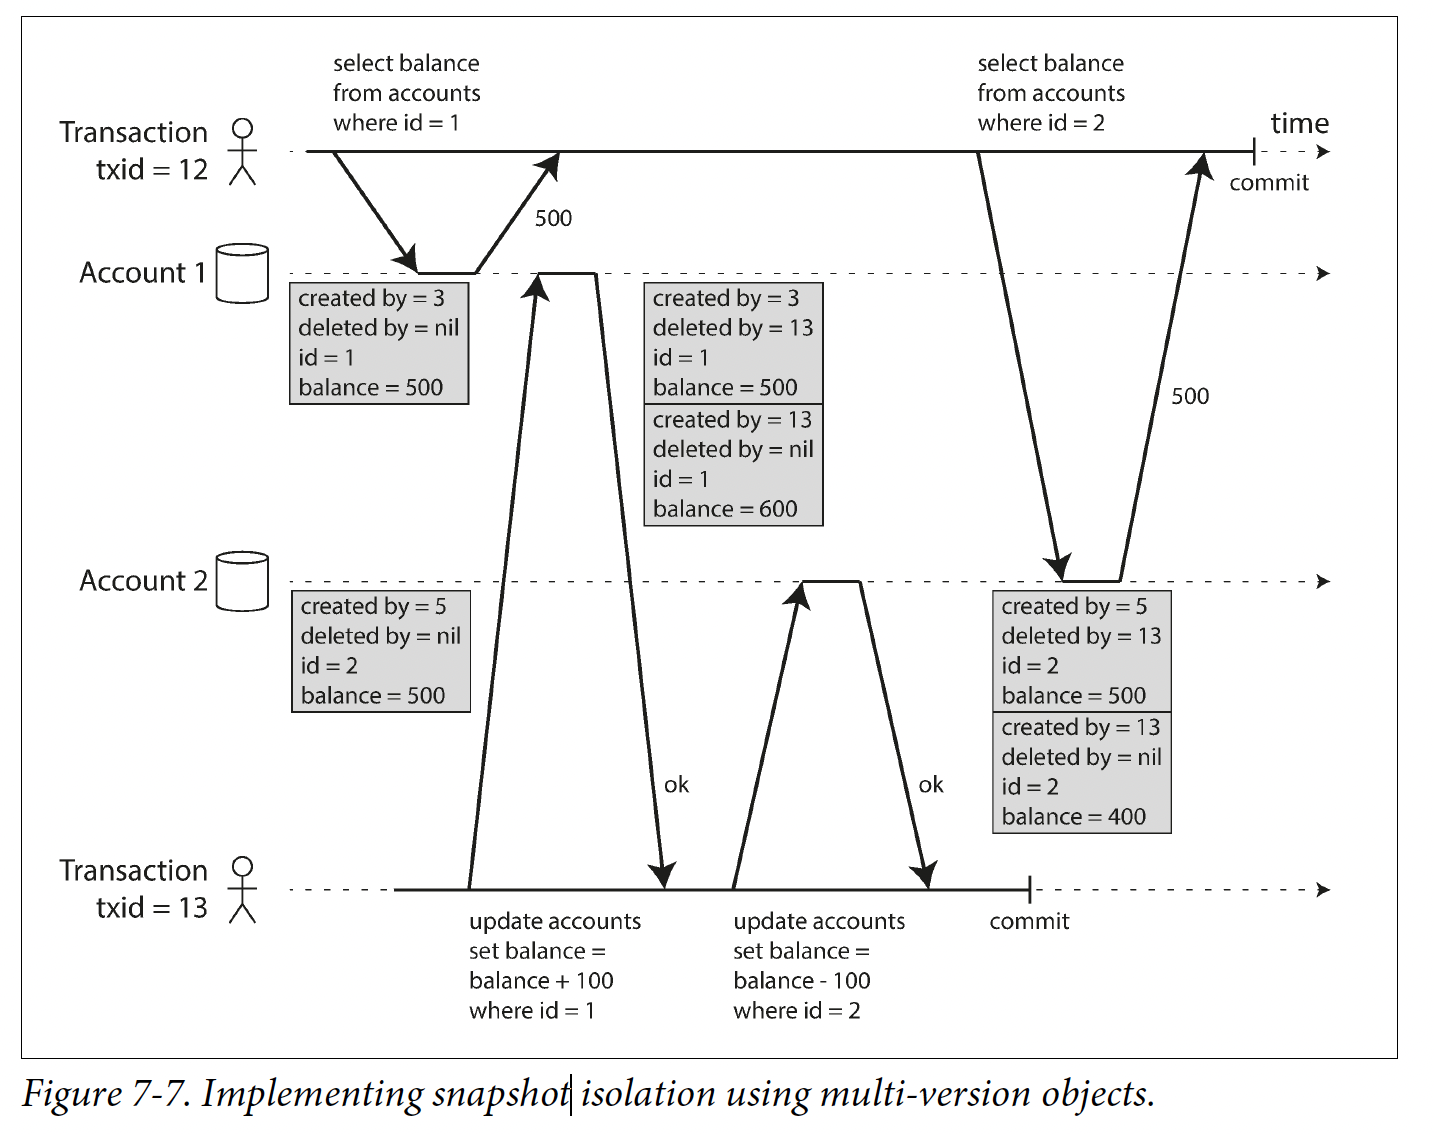 select balance
from accounts
where id = 1
select balance
from accounts
where id = 2
time
Transaction
txid = 12
commit
500
Account 1
created by = 3
deleted by = nil
id = 1
balance = 500
created by = 3
deleted by = 13
id = 1
balance = 500
created by = 13
deleted by = nil
id = 1
balance = 600
500
Account 2
created by = 5
deleted by = nil
id = 2
balance = 500
created by = 5
deleted by = 13
id = 2
balance = 500
created by = 13
deleted by = nil
id = 2
balance = 400
ok
ok
Transaction
txid = 13
update accounts
set balance =
balance + 100
where id = 1
update accounts
set balance =
balance - 100
where id = 2
commit
Figure 7-7. Implementing snapshot isolation using multi-version objects.